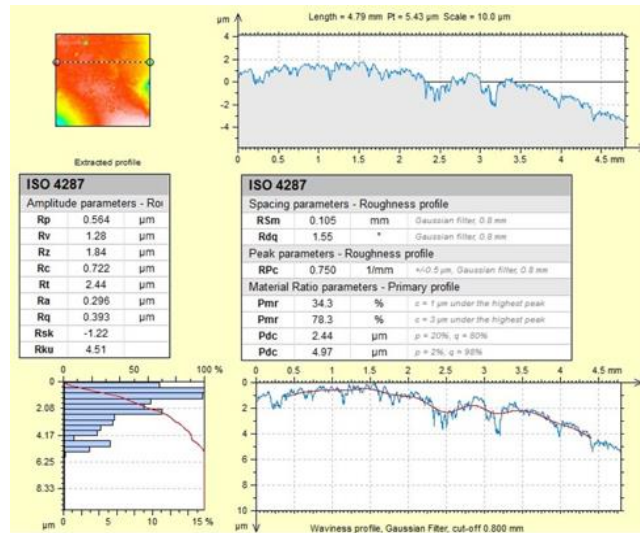 µm Length = 4.79 mm Pt = 5.43 µm Scale = 10.0 µm
4
2
0
-2
-4
0 0.5 1 1.5 2 2.5 3 3.5 4 4.5 mm
Extracted profile
ISO 4287
Amplitude parameters - Rou
Rp 0.564 µm
Rv 1.28 µm
Rz 1.84 µm
Rc 0.722 µm
Rt 2.44 µm
Ra 0.296 µm
Rq 0.393 µm
Rsk -1.22
Rku 4.51
ISO 4287
Spacing parameters - Roughness profile
RSm 0.105 mm Gaussian filter, 0.8 mm
Rdq 1.55 ° Gaussian filter, 0.8 mm
Peak parameters - Roughness profile
RPc 0.750 1/mm +/-0.5 µm, Gaussian filter, 0.8 mm
Material Ratio parameters - Primary profile
Pmr 34.3 % c = 1 µm under the highest peak
Pmr 78.3 % c = 3 µm under the highest peak
Pdc 2.44 µm p = 20%, q = 80%
Pdc 4.97 µm p = 2%, q = 98%
0 50 100 %
0
2.08
4.17
6.25
8.33
µm 0 5 10 15 %
0 0.5 1 1.5 2 2.5 3 3.5 4 4.5 mm
0
2
4
6
8
10
µm Waviness profile, Gaussian Filter, cut-off 0.800 mm